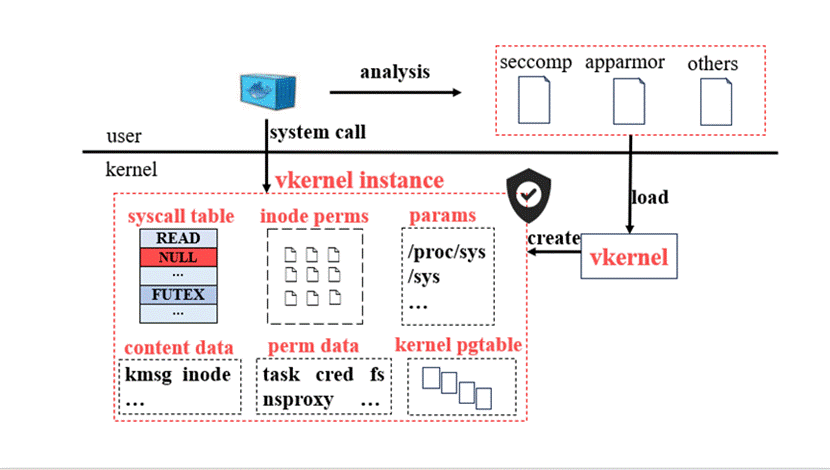 analysis
seccomp apparmor others
user
system call
kernel
vkernel instance
load
syscall table
inode perms
params
create
vkernel
READ
NULL
...
FUTEX
...
/proc/sys
/sys
...
content data
perm data
kernel pgtable
kmsg inode
...
task cred fs
nsproxy ...